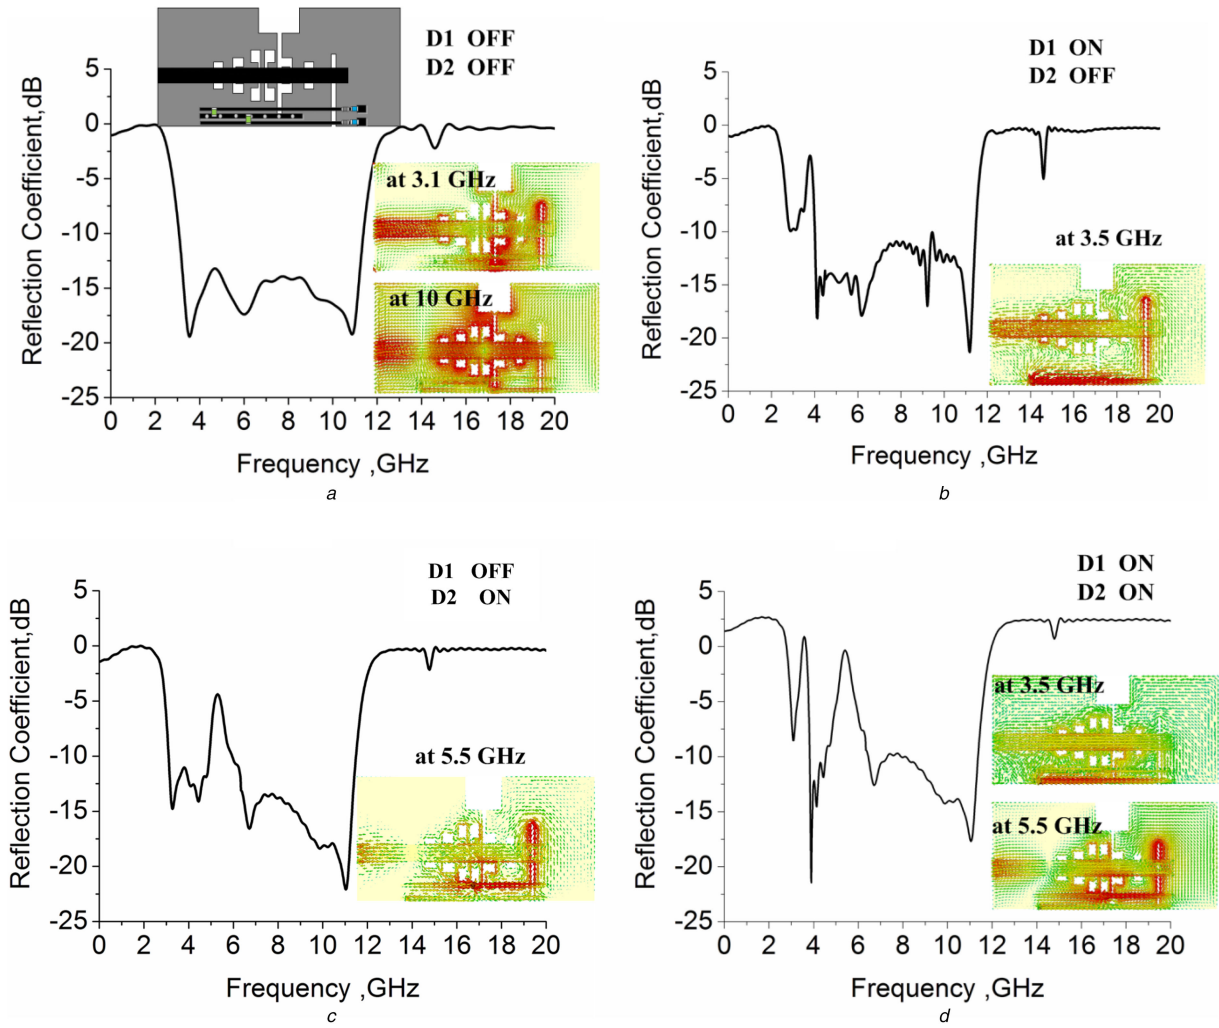 D1 OFF
D2 OFF
Reflection Coefficient,dB
5
0
-5
-10
-15
-20
-25
at 3.1 GHz
at 10 GHz
0 2 4 6 8 10 12 14 16 18 20
Frequency ,GHz
a
D1 ON
D2 OFF
Reflection Coefficient,dB
5
0
-5
-10
-15
-20
-25
at 3.5 GHz
0 2 4 6 8 10 12 14 16 18 20
Frequency ,GHz
b
D1 OFF
D2 ON
Reflection Coefficient,dB
5
0
-5
-10
-15
-20
-25
at 5.5 GHz
0 2 4 6 8 10 12 14 16 18 20
Frequency ,GHz
c
D1 ON
D2 ON
Reflection Coefficient,dB
5
0
-5
-10
-15
-20
-25
at 3.5 GHz
at 5.5 GHz
0 2 4 6 8 10 12 14 16 18 20
Frequency ,GHz
d